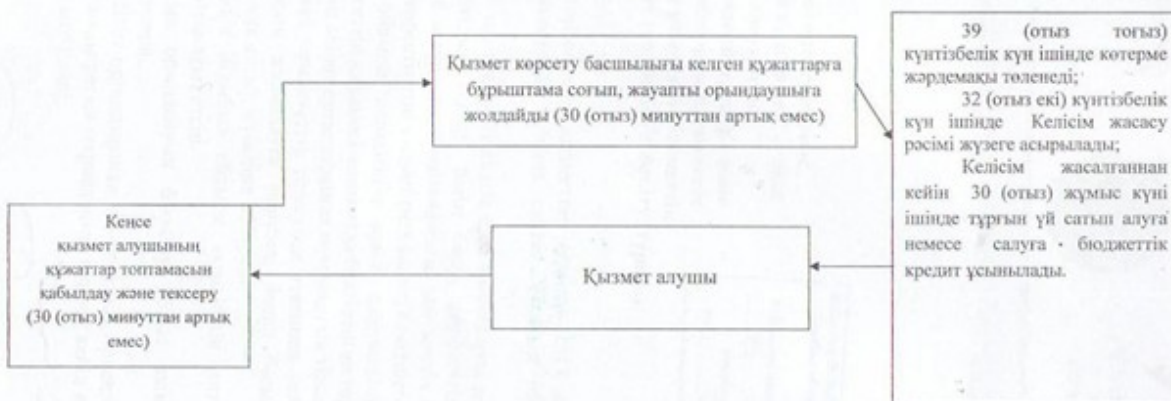 Қызмет көрсету басшылығы келген құжаттарға
бұрыштама соғып, жауапты орындаушыға
жолдайды (30 (отыз) минуттан артық емес)
39 (отыз тоғыз)
күнтізбелік күн ішінде көтерме
жәрдемақы төленеді;
32 (отыз екі) күнтізбелік
күн ішінде Келісім жасасу
рәсімі жүзеге асырылады;
Келісім жасалғаннан
кейін 30 (отыз) жұмыс күні
ішінде тұрғын үй сатып алуға
немесе салуға - бюджеттік
кредит ұсынылады.
Кеңсе
қызмет алушының
құжаттар топтамасын
қабылдау және тексеру
(30 (отыз) минуттан артық
емес)
Қызмет алушы